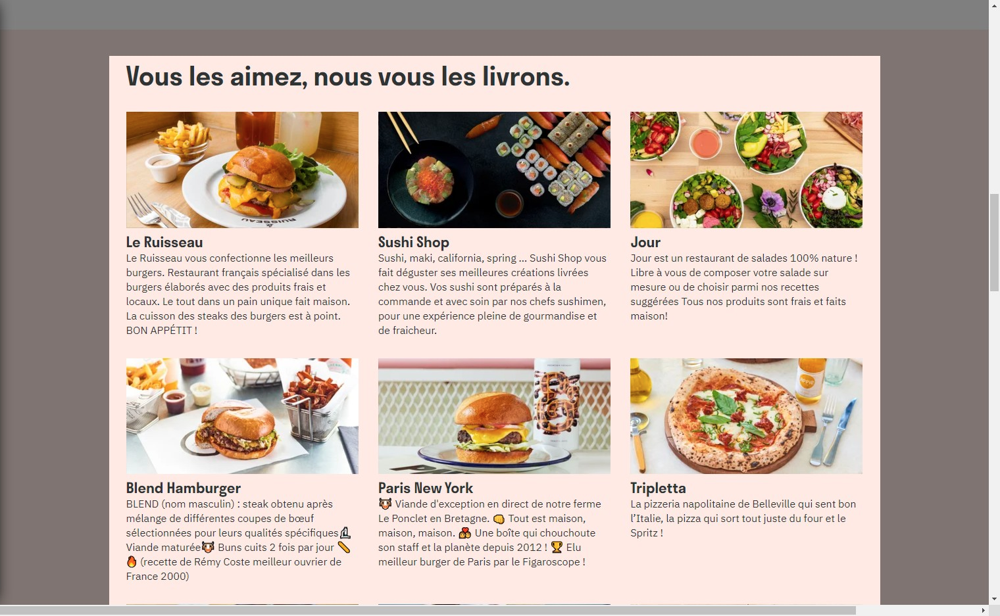 Vous les aimez, nous vous les livrons.
RUISSEAU
Le Ruisseau
Le Ruisseau vous confectionne les meilleurs
burgers. Restaurant français spécialisé dans les
burgers élaborés avec des produits frais et
locaux. Le tout dans un pain unique fait maison.
La cuisson des steaks des burgers est à point.
BON APPÉTIT !
Sushi Shop
Sushi, maki, california, spring ... Sushi Shop vous
fait déguster ses meilleures créations livrées
chez vous. Vos sushi sont préparés à la
commande et avec soin par nos chefs sushimen,
pour une expérience pleine de gourmandise et
de fraicheur.
Jour
Jour est un restaurant de salades 100% nature !
Libre à vous de composer votre salade sur
mesure ou de choisir parmi nos recettes
suggérées Tous nos produits sont frais et faits
maison!
Blend Hamburger
BLEND (nom masculin) : steak obtenu après
mélange de différentes coupes de bœuf
sélectionnées pour leurs qualités spécifiques
Viande maturée🐮 Buns cuits 2 fois par jour 🥖
🔥 (recette de Rémy Coste meilleur ouvrier de
France 2000)
Paris New York
🐮 Viande d'exception en direct de notre ferme
Le Ponclet en Bretagne. 👊 Tout est maison,
maison, maison. 💑 Une boîte qui chouchoute
son staff et la planète depuis 2012 ! 🏆 Elu
meilleur burger de Paris par le Figaroscope !
Tripletta
La pizzeria napolitaine de Belleville qui sent bon
l’Italie, la pizza qui sort tout juste du four et le
Spritz !